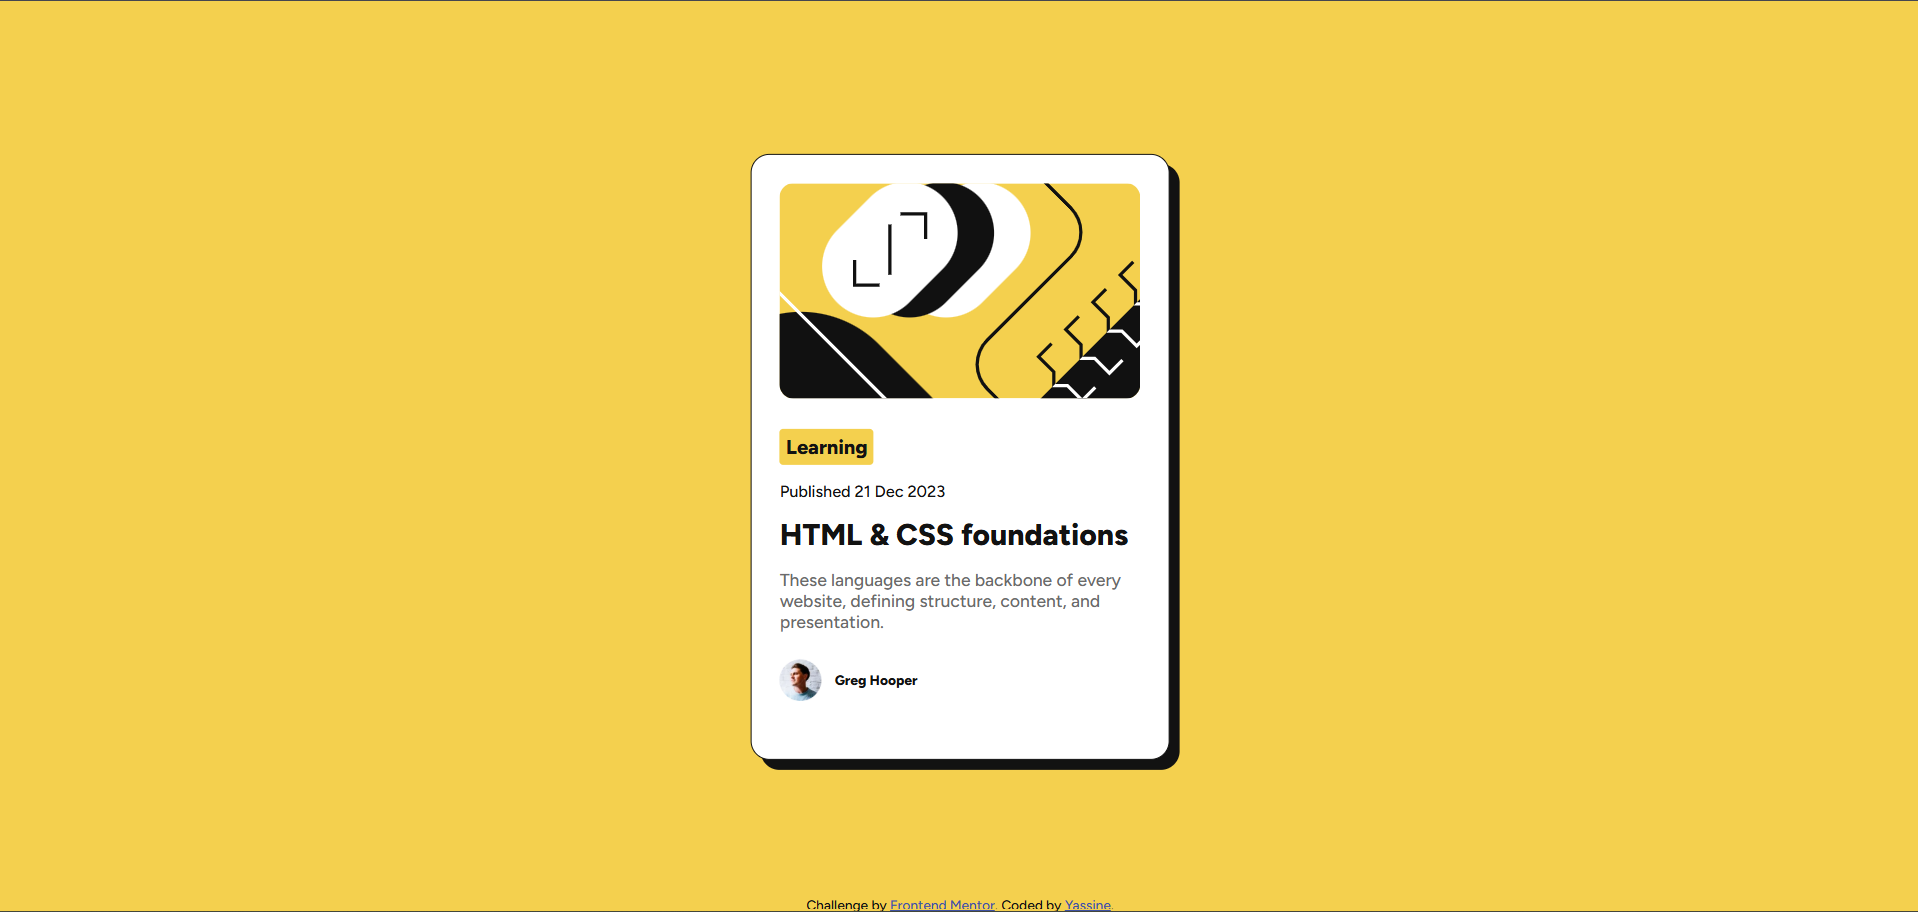 Learning
Published 21 Dec 2023
HTML & CSS foundations
These languages are the backbone of every
website, defining structure, content, and
presentation.
Greg Hooper
Challenge by Frontend Mentor. Coded by Yassine.